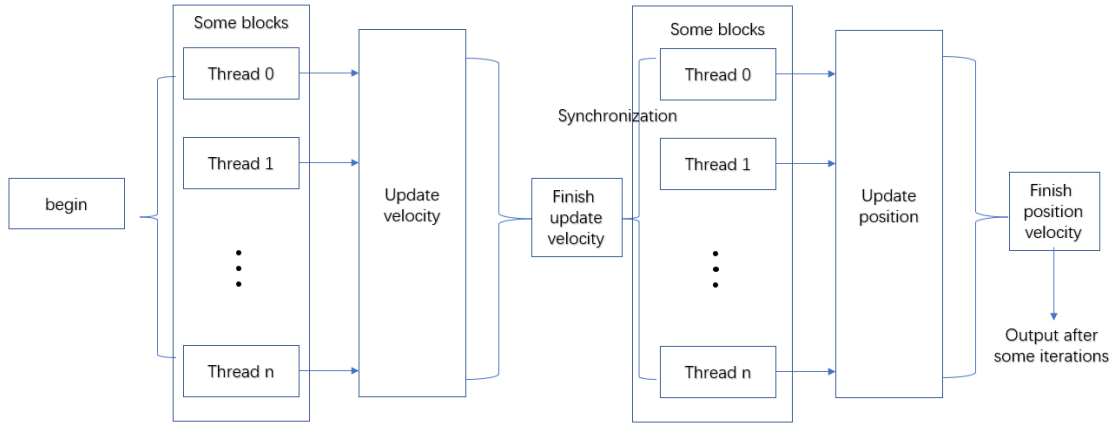 begin
Some blocks
Thread 0
Thread 1
Thread n
Update
velocity
Finish
update
velocity
Synchronization
Some blocks
Thread 0
Thread 1
Thread n
Update
position
Finish
position
velocity
Output after
some iterations